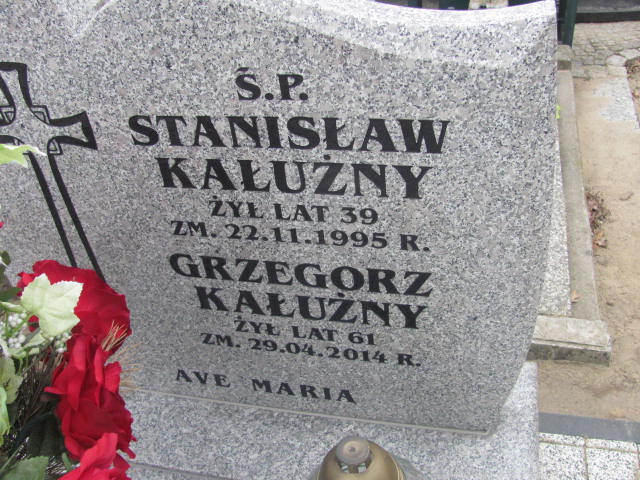 Ś.P.
STANISŁAW
KAŁUŻNY
ŻYŁ LAT 39
ZM. 22.11.1995 R.
GRZEGORZ
KAŁUŻNY
ŻYŁ LAT 61
ZM. 29.04.2014 R.
AVE MARIA